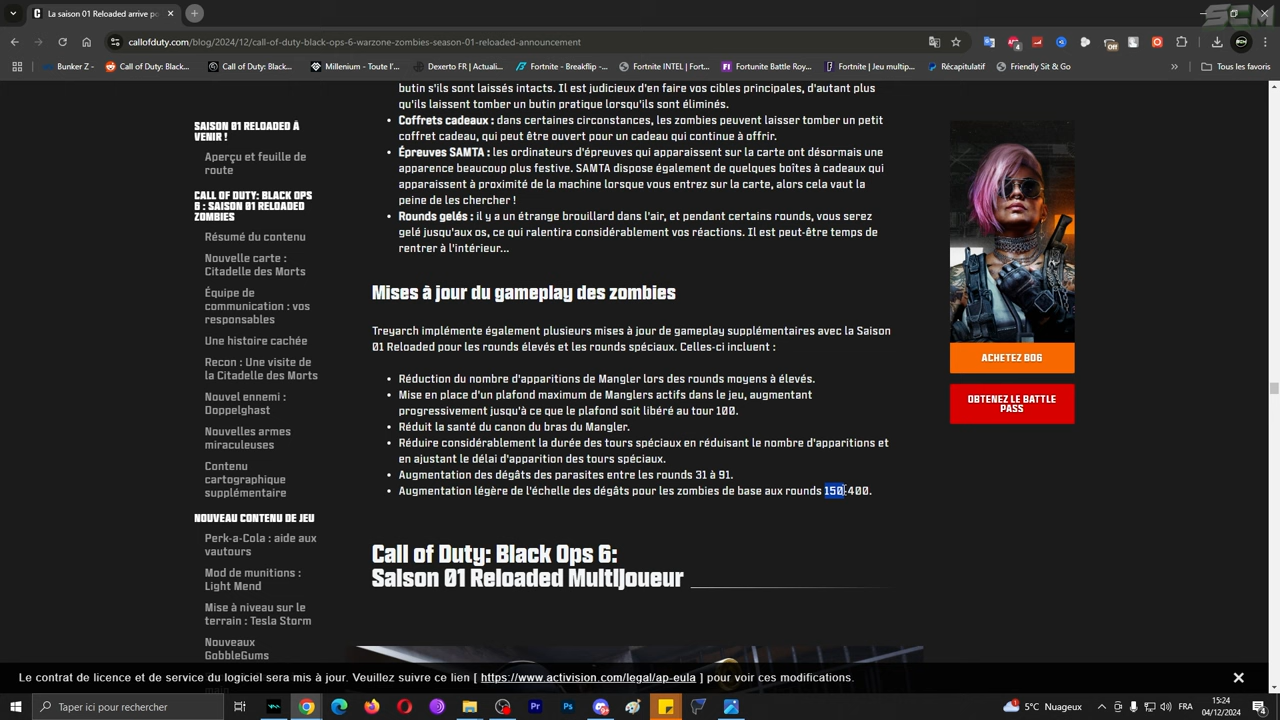 La saison 01 Reloaded arrive po
callofduty.com/blog/2024/12/call-of-duty-black-ops-6-warzone-zombies-season-01-reloaded-announcement
Bunker Z -
Call of Duty: Black...
Call of Duty: Blac...
Millenium - Toute l'...
Dexerto FR | Actuali...
Fortnite - Breakflip -...
Fortnite INTEL | Fort...
Fortunite Battle Roy...
Fortnite | Jeu multip...
Récapitulatif
Friendly Sit & Go
»
Tous les favoris
SAISON 01 RELOADED À
VENIR !
Aperçu et feuille de
route
CALL OF DUTY: BLACK OPS
6 : SAISON 01 RELOADED
ZOMBIES
Résumé du contenu
Nouvelle carte :
Citadelle des Morts
Équipe de
communication : vos
responsables
Une histoire cachée
Recon : Une visite de
la Citadelle des Morts
Nouvel ennemi :
Doppelghast
Nouvelles armes
miraculeuses
Contenu
cartographique
supplémentaire
NOUVEAU CONTENU DE JEU
Perk-a-Cola : aide aux
vautours
Mod de munitions :
Light Mend
Mise à niveau sur le
terrain : Tesla Storm
Nouveaux
GobbleGums
butin s'ils sont laissés intacts. Il est judicieux d'en faire vos cibles principales, d'autant plus
qu'ils laissent tomber un butin pratique lorsqu'ils sont éliminés.
• Coffrets cadeaux : dans certaines circonstances, les zombies peuvent laisser tomber un petit
coffret cadeau, qui peut être ouvert pour un cadeau qui continue à offrir.
• Épreuves SAMTA : les ordinateurs d'épreuves qui apparaissent sur la carte ont désormais une
apparence beaucoup plus festive. SAMTA dispose également de quelques boîtes à cadeaux qui
apparaissent à proximité de la machine lorsque vous entrez sur la carte, alors cela vaut la
peine de les chercher !
• Rounds gelés : il y a un étrange brouillard dans l'air, et pendant certains rounds, vous serez
gelé jusqu'aux os, ce qui ralentira considérablement vos réactions. Il est peut-être temps de
rentrer à l'intérieur...
Mises à jour du gameplay des zombies
Treyarch implémente également plusieurs mises à jour de gameplay supplémentaires avec la Saison
01 Reloaded pour les rounds élevés et les rounds spéciaux. Celles-ci incluent :
• Réduction du nombre d'apparitions de Mangler lors des rounds moyens à élevés.
• Mise en place d'un plafond maximum de Manglers actifs dans le jeu, augmentant
progressivement jusqu'à ce que le plafond soit libéré au tour 100.
• Réduit la santé du canon du bras du Mangler.
• Réduire considérablement la durée des tours spéciaux en réduisant le nombre d'apparitions et
en ajustant le délai d'apparition des tours spéciaux.
• Augmentation des dégâts des parasites entre les rounds 31 à 91.
• Augmentation légère de l'échelle des dégâts pour les zombies de base aux rounds 150-400.
Call of Duty: Black Ops 6:
Saison 01 Reloaded Multijoueur
ACHETEZ BO6
OBTENEZ LE BATTLE
PASS
Le contrat de licence et de service du logiciel sera mis à jour. Veuillez suivre ce lien [ https://www.activision.com/legal/ap-eula ] pour voir ces modifications.
Taper ici pour rechercher
5°C Nuageux
FRA
15:24
04/12/2024